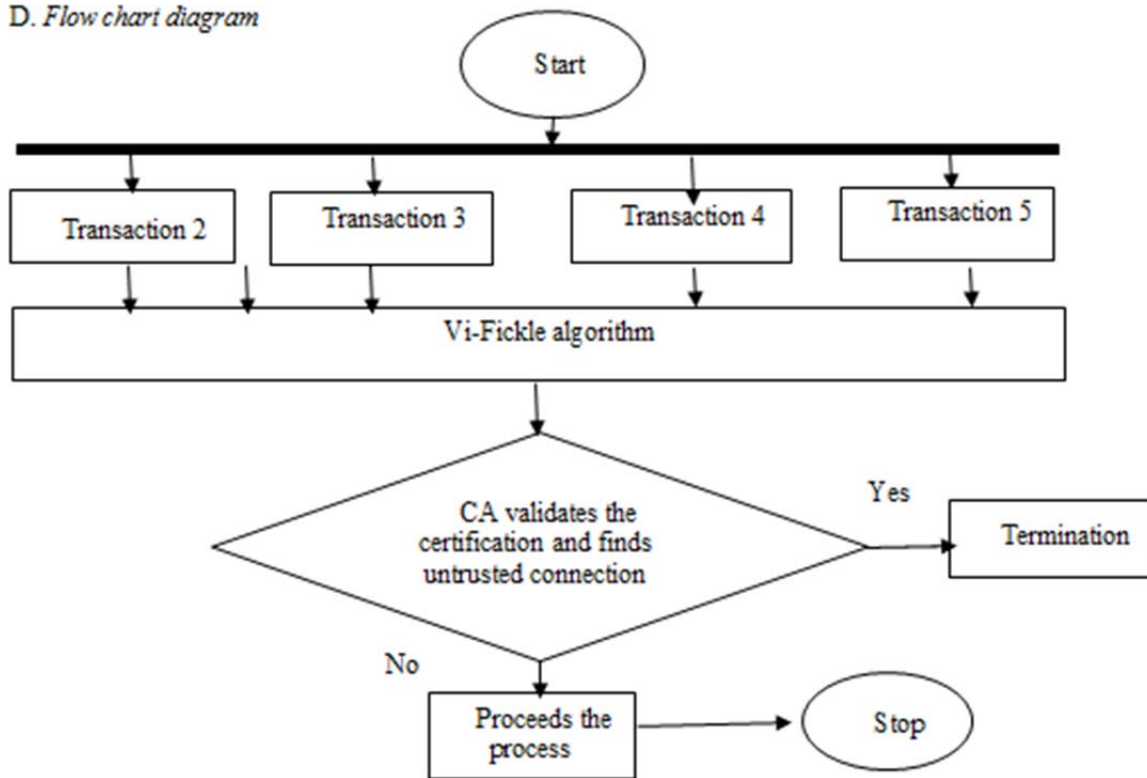 D. Flow chart diagram
Start
Transaction 2
Transaction 3
Transaction 4
Transaction 5
Vi-Fickle algorithm
CA validates the
certification and finds
untrusted connection
Yes
Termination
No
Proceeds the
process
Stop